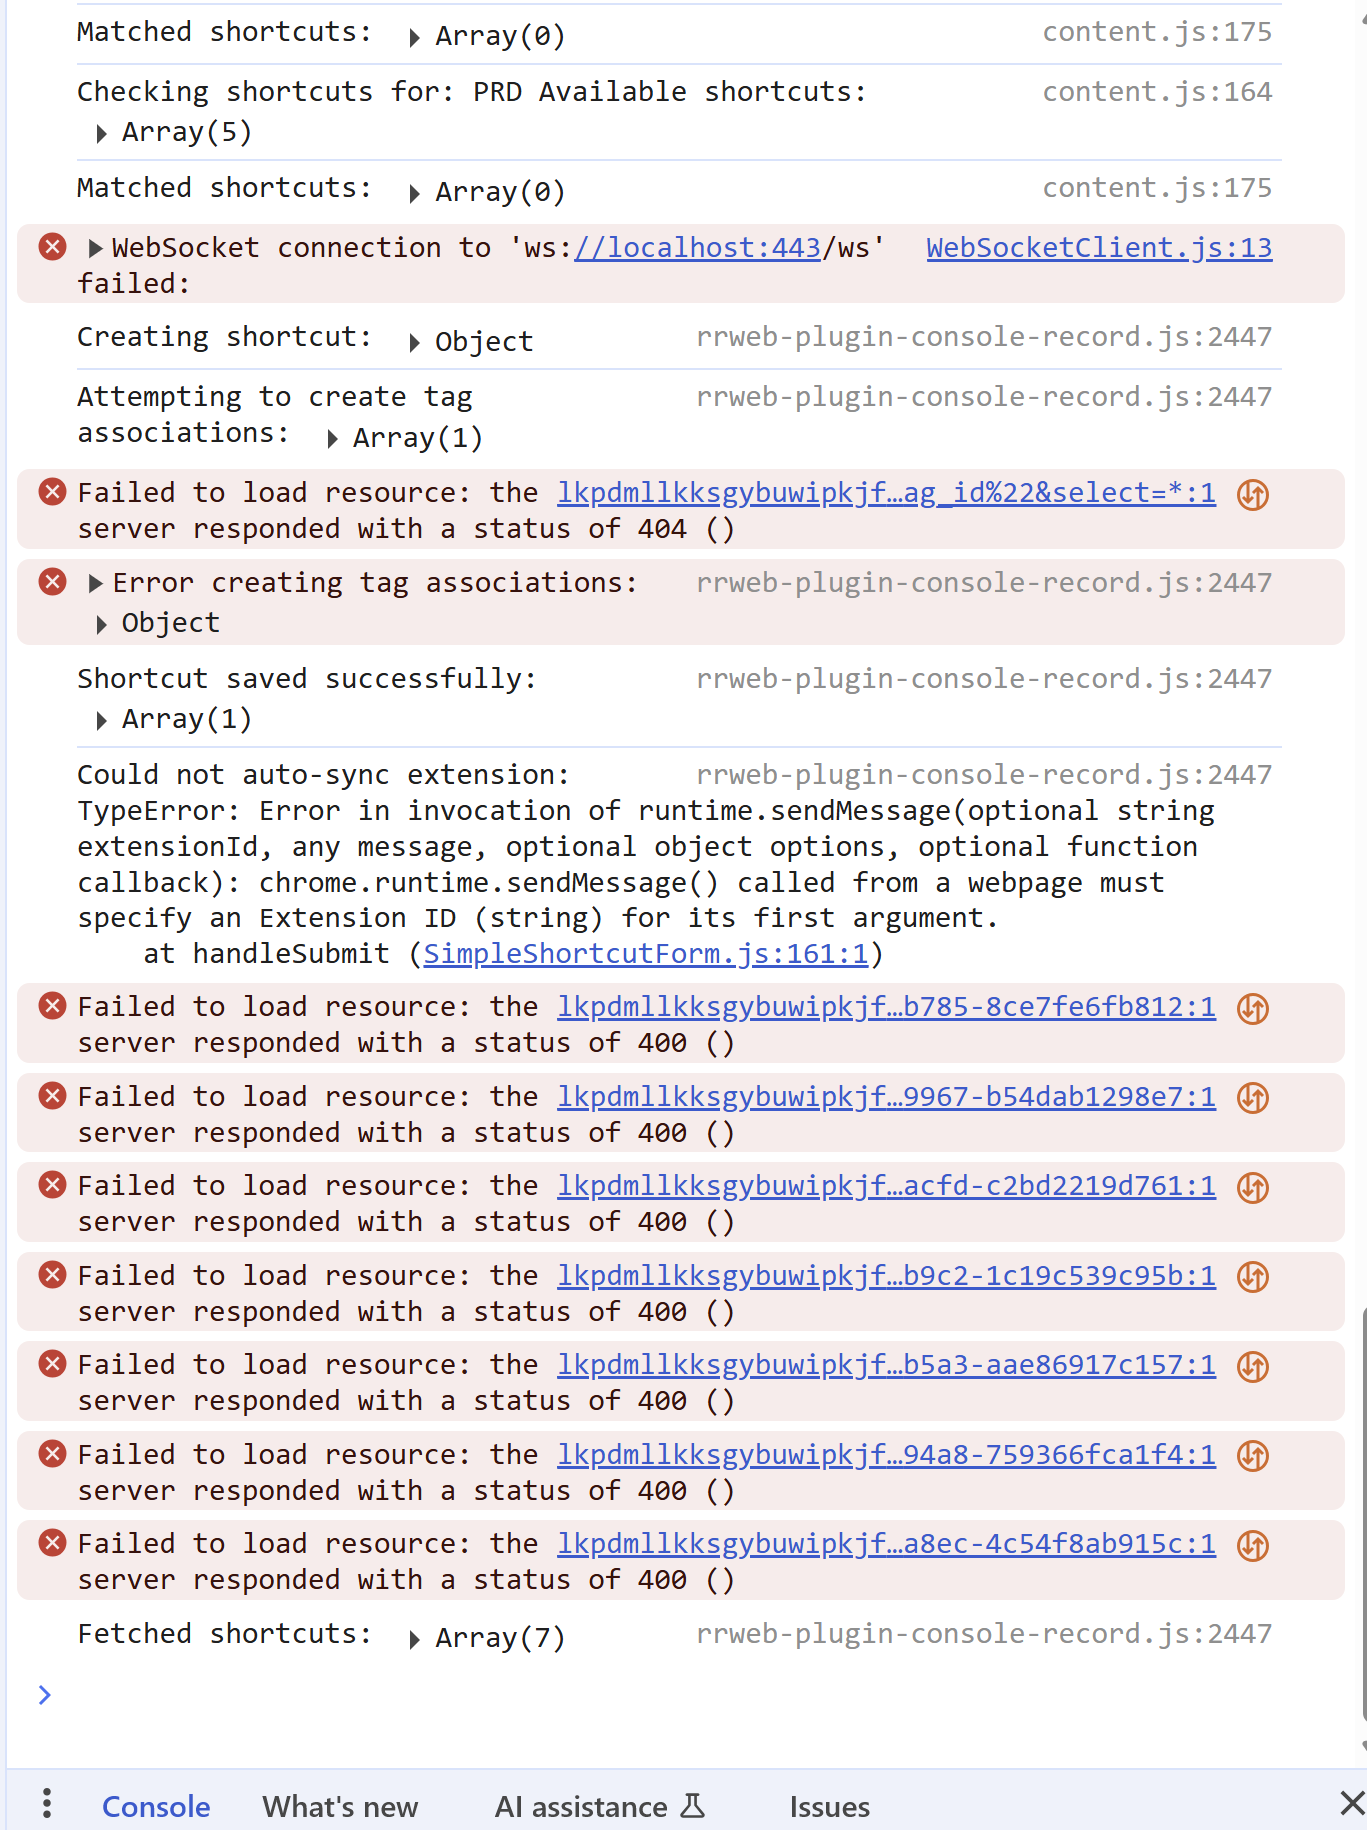 Matched shortcuts: Array(0) content.js:175
Checking shortcuts for: PRD Available shortcuts: content.js:164
Array(5)
Matched shortcuts: Array(0) content.js:175
WebSocket connection to 'ws://localhost:443/ws' WebSocketClient.js:13
failed:
Creating shortcut: Object rrweb-plugin-console-record.js:2447
Attempting to create tag rrweb-plugin-console-record.js:2447
associations: Array(1)
Failed to load resource: the lkpdmllkksgybuwipkjf…ag_id%22&select=*:1
server responded with a status of 404 ()
Error creating tag associations: rrweb-plugin-console-record.js:2447
Object
Shortcut saved successfully: rrweb-plugin-console-record.js:2447
Array(1)
Could not auto-sync extension: rrweb-plugin-console-record.js:2447
TypeError: Error in invocation of runtime.sendMessage(optional string
extensionId, any message, optional object options, optional function
callback): chrome.runtime.sendMessage() called from a webpage must
specify an Extension ID (string) for its first argument.
at handleSubmit (SimpleShortcutForm.js:161:1)
Failed to load resource: the lkpdmllkksgybuwipkjf…b785-8ce7fe6fb812:1
server responded with a status of 400 ()
Failed to load resource: the lkpdmllkksgybuwipkjf…9967-b54dab1298e7:1
server responded with a status of 400 ()
Failed to load resource: the lkpdmllkksgybuwipkjf…acfd-c2bd2219d761:1
server responded with a status of 400 ()
Failed to load resource: the lkpdmllkksgybuwipkjf…b9c2-1c19c539c95b:1
server responded with a status of 400 ()
Failed to load resource: the lkpdmllkksgybuwipkjf…b5a3-aae86917c157:1
server responded with a status of 400 ()
Failed to load resource: the lkpdmllkksgybuwipkjf…94a8-759366fca1f4:1
server responded with a status of 400 ()
Failed to load resource: the lkpdmllkksgybuwipkjf…a8ec-4c54f8ab915c:1
server responded with a status of 400 ()
Fetched shortcuts: Array(7) rrweb-plugin-console-record.js:2447
Console What's new AI assistance Issues